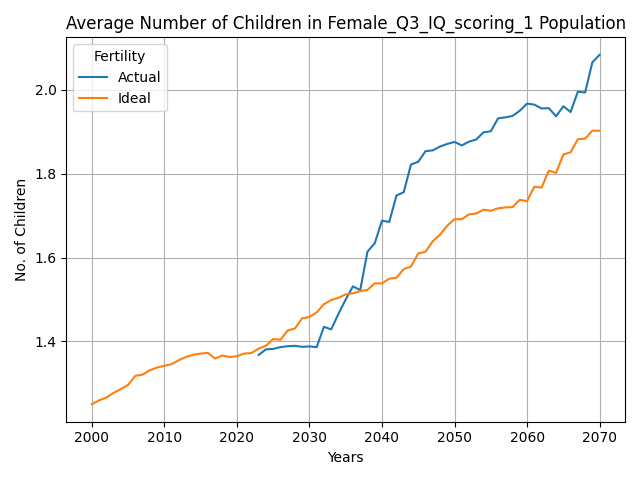 Average Number of Children in Female_Q3_IQ_scoring_1 Population
Fertility
Actual
Ideal
No. of Children
2.0
1.8
1.6
1.4
2000 2010 2020 2030 2040 2050 2060 2070
Years